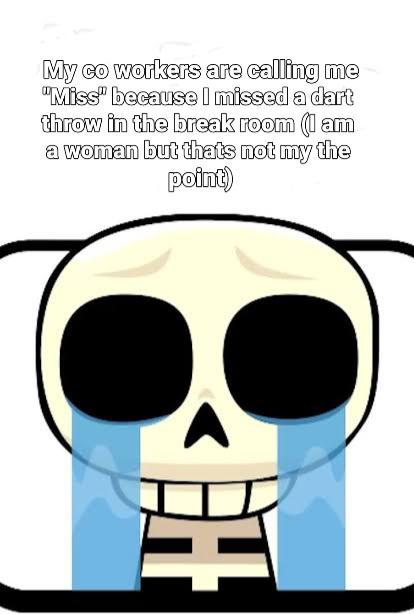 My co workers are calling me
"Miss" because I missed a dart
throw in the break room (I am
a woman but thats not my the
point)